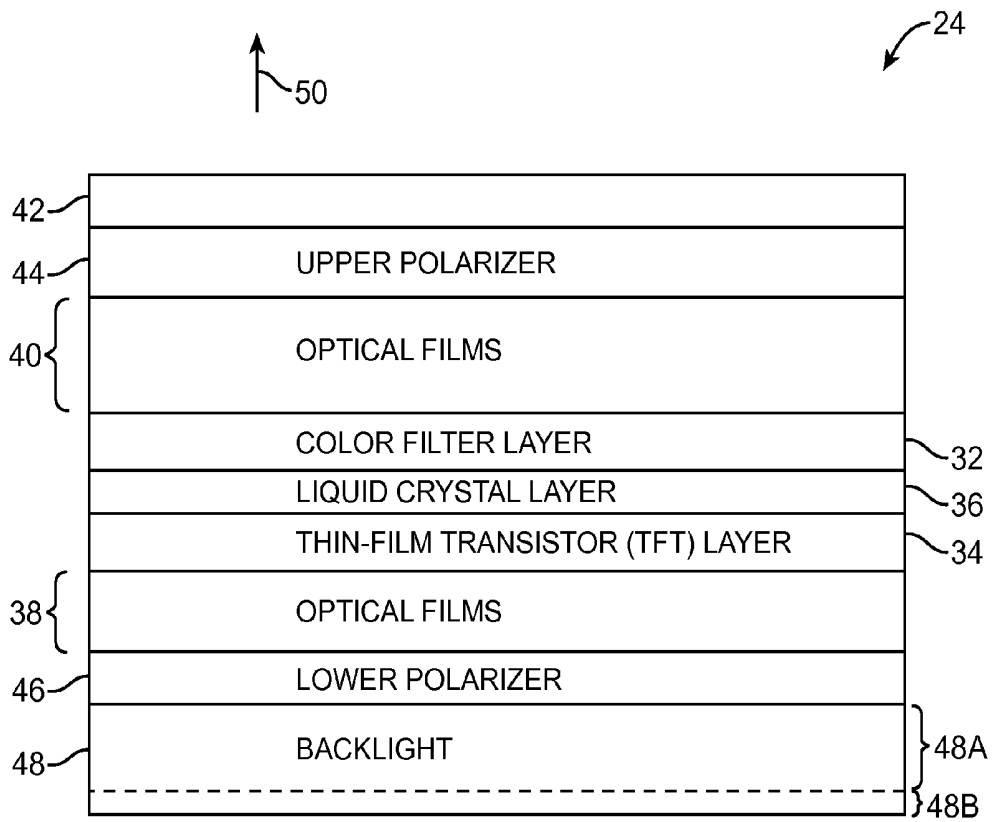 24
50
42
44 UPPER POLARIZER
40 OPTICAL FILMS
COLOR FILTER LAYER 32
LIQUID CRYSTAL LAYER 36
THIN-FILM TRANSISTOR (TFT) LAYER 34
38 OPTICAL FILMS
46 LOWER POLARIZER
48 BACKLIGHT 48A
48B